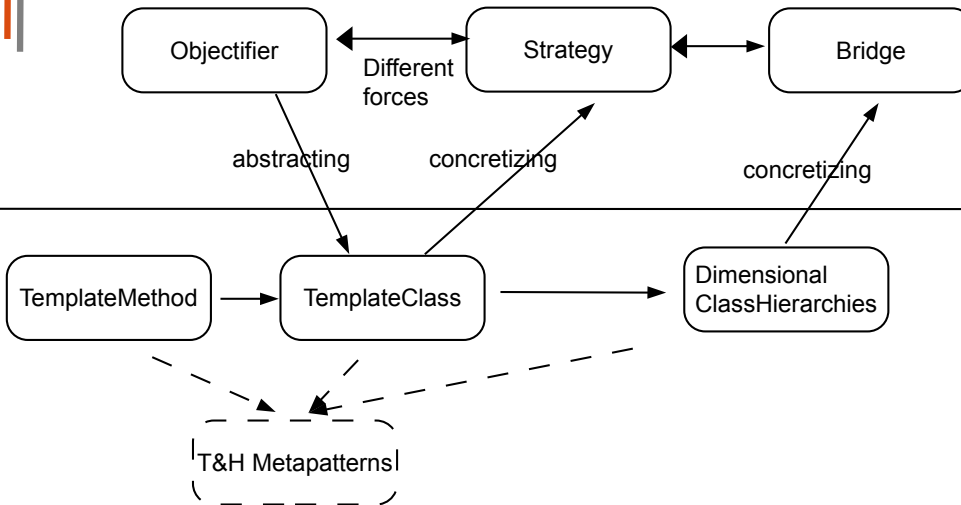 Objectifier
Strategy
Bridge
Different
forces
abstracting
concretizing
concretizing
TemplateMethod
TemplateClass
Dimensional
ClassHierarchies
T&H Metapatterns